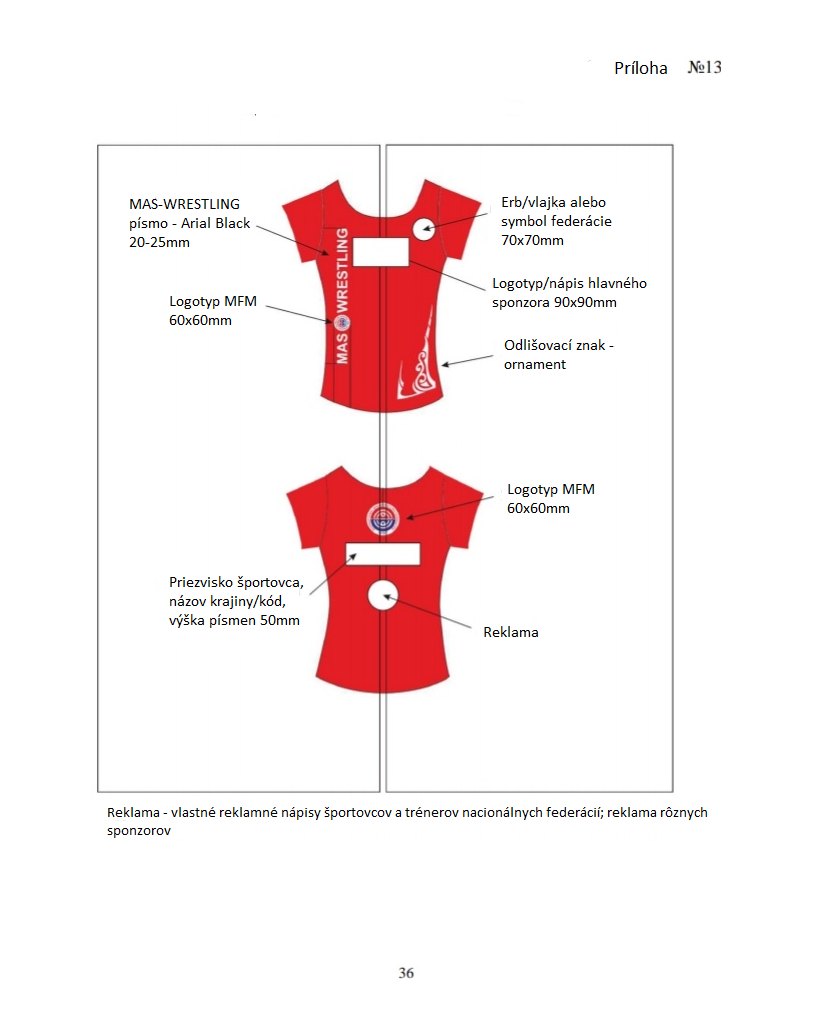 Príloha №13
MAS-WRESTLING
písmo - Arial Black
20-25mm
Erb/vlajka alebo
symbol federácie
70x70mm
Logotyp/nápis hlavného
sponzora 90x90mm
Logotyp MFM
60x60mm
Odlišovací znak -
ornament
MAS WRESTLING
Logotyp MFM
60x60mm
Priezvisko športovca,
názov krajiny/kód,
výška písmen 50mm
Reklama
Reklama - vlastné reklamné nápisy športovcov a trénerov nacionálnych federácií; reklama rôznych
sponzorov
36